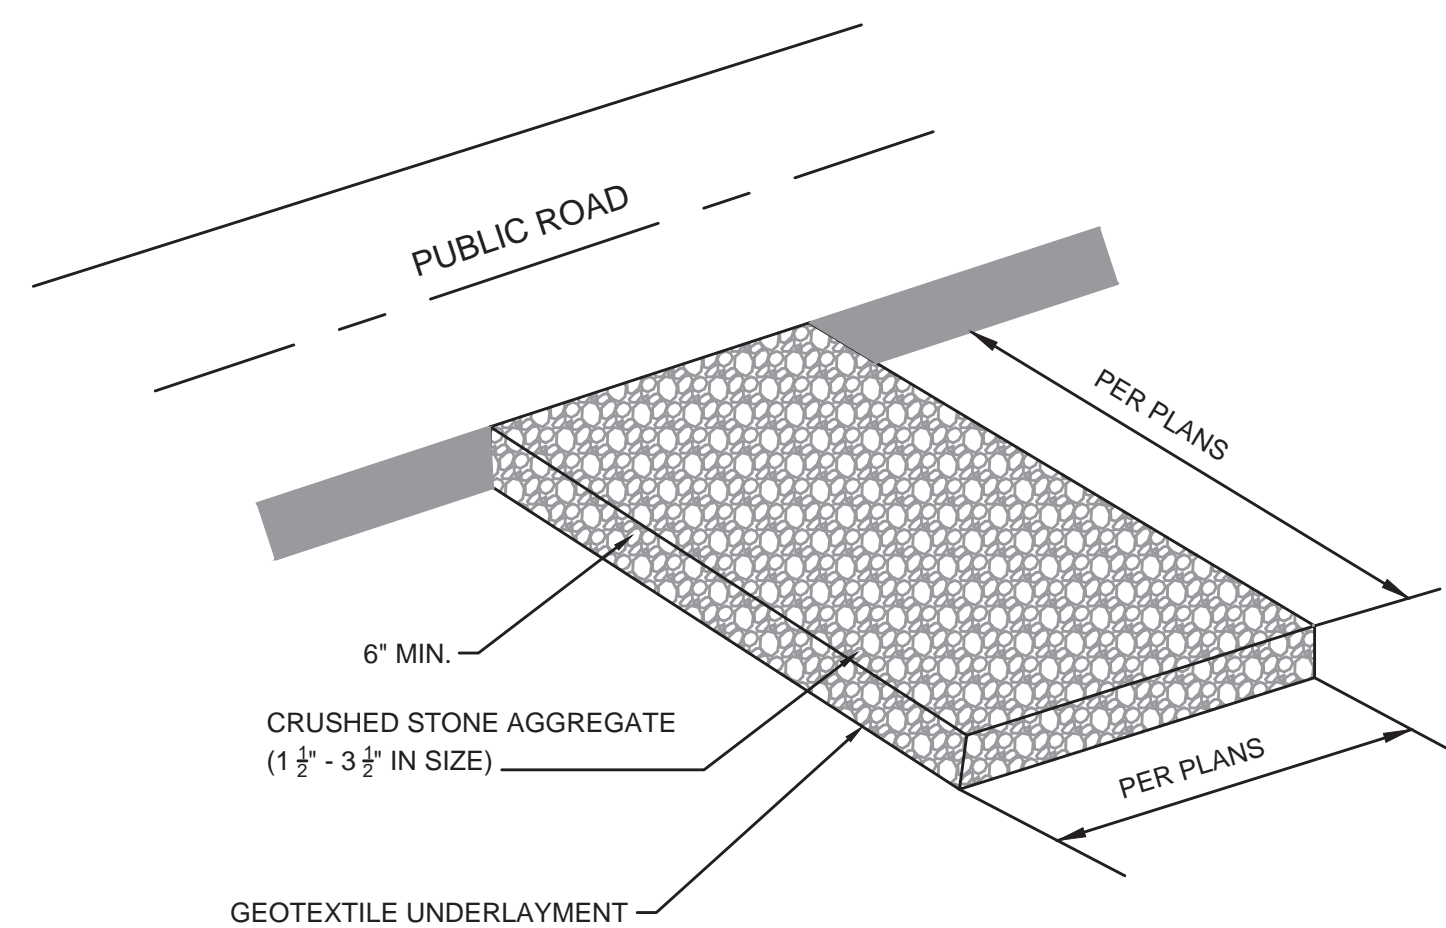 PUBLIC ROAD
PER PLANS
6" MIN.
CRUSHED STONE AGGREGATE
(1 1/2" - 3 1/2" IN SIZE)
PER PLANS
GEOTEXTILE UNDERLAYMENT